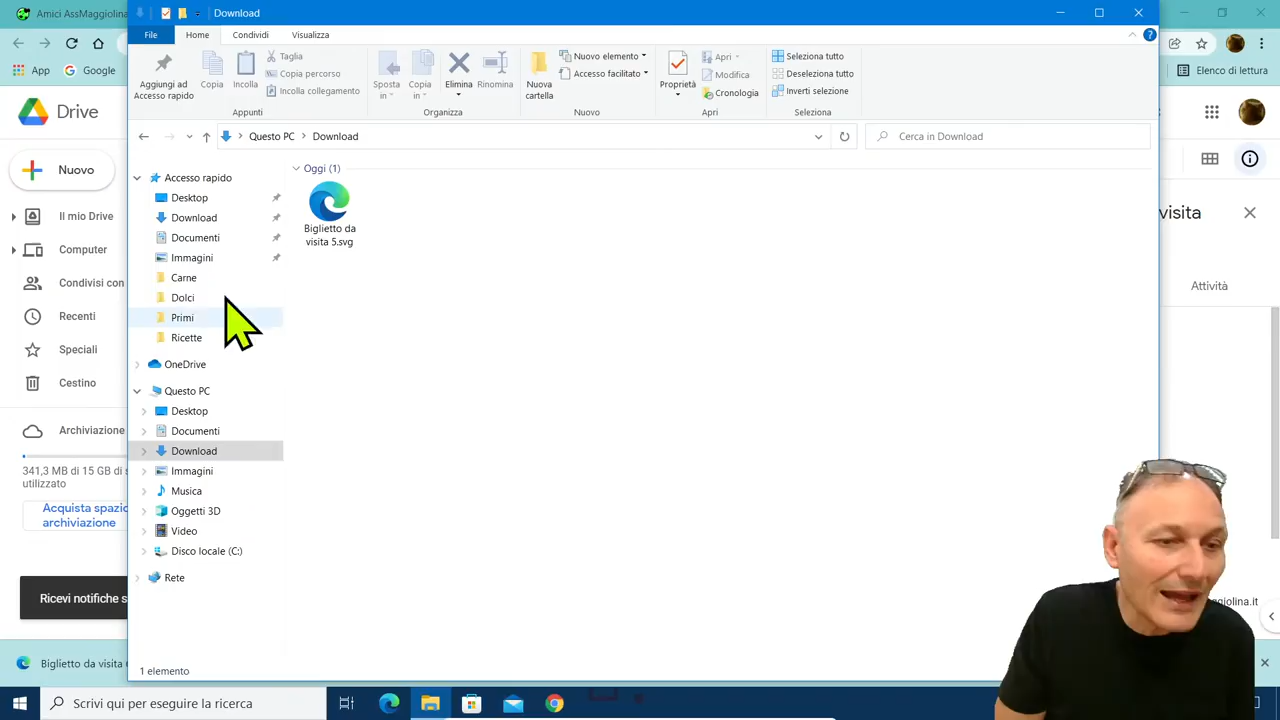 Amici AssMaggiolina
Download
File
Home
Condividi
Visualizza
Aggiungi ad
Accesso rapido
Copia
Incolla
Taglia
Copia percorso
Incolla collegamento
Appunti
Sposta
in
Copia
in
Elimina
Rinomina
Organizza
Nuova
cartella
Nuovo elemento
Accesso facilitato
Nuovo
Proprietà
Apri
Modifica
Cronologia
Apri
Seleziona tutto
Deseleziona tutto
Inverti selezione
Seleziona
App
Google
Elenco di lettura
Questo PC
Download
Cerca in Download
Drive
Nuovo
Il mio Drive
Computer
Condivisi con
Recenti
Speciali
Cestino
Archiviazione
341,3 MB di 15 GB di s
utilizzato
Acquista spazi
archiviazione
Ricevi notifiche s
Biglietto da visita
Accesso rapido
Desktop
Download
Documenti
Immagini
Carne
Dolci
Primi
Ricette
OneDrive
Questo PC
Desktop
Documenti
Download
Immagini
Musica
Oggetti 3D
Video
Disco locale (C:)
Rete
1 elemento
Oggi (1)
Biglietto da
visita 5.svg
visita
Attività
ggiolina.it
Scrivi qui per eseguire la ricerca